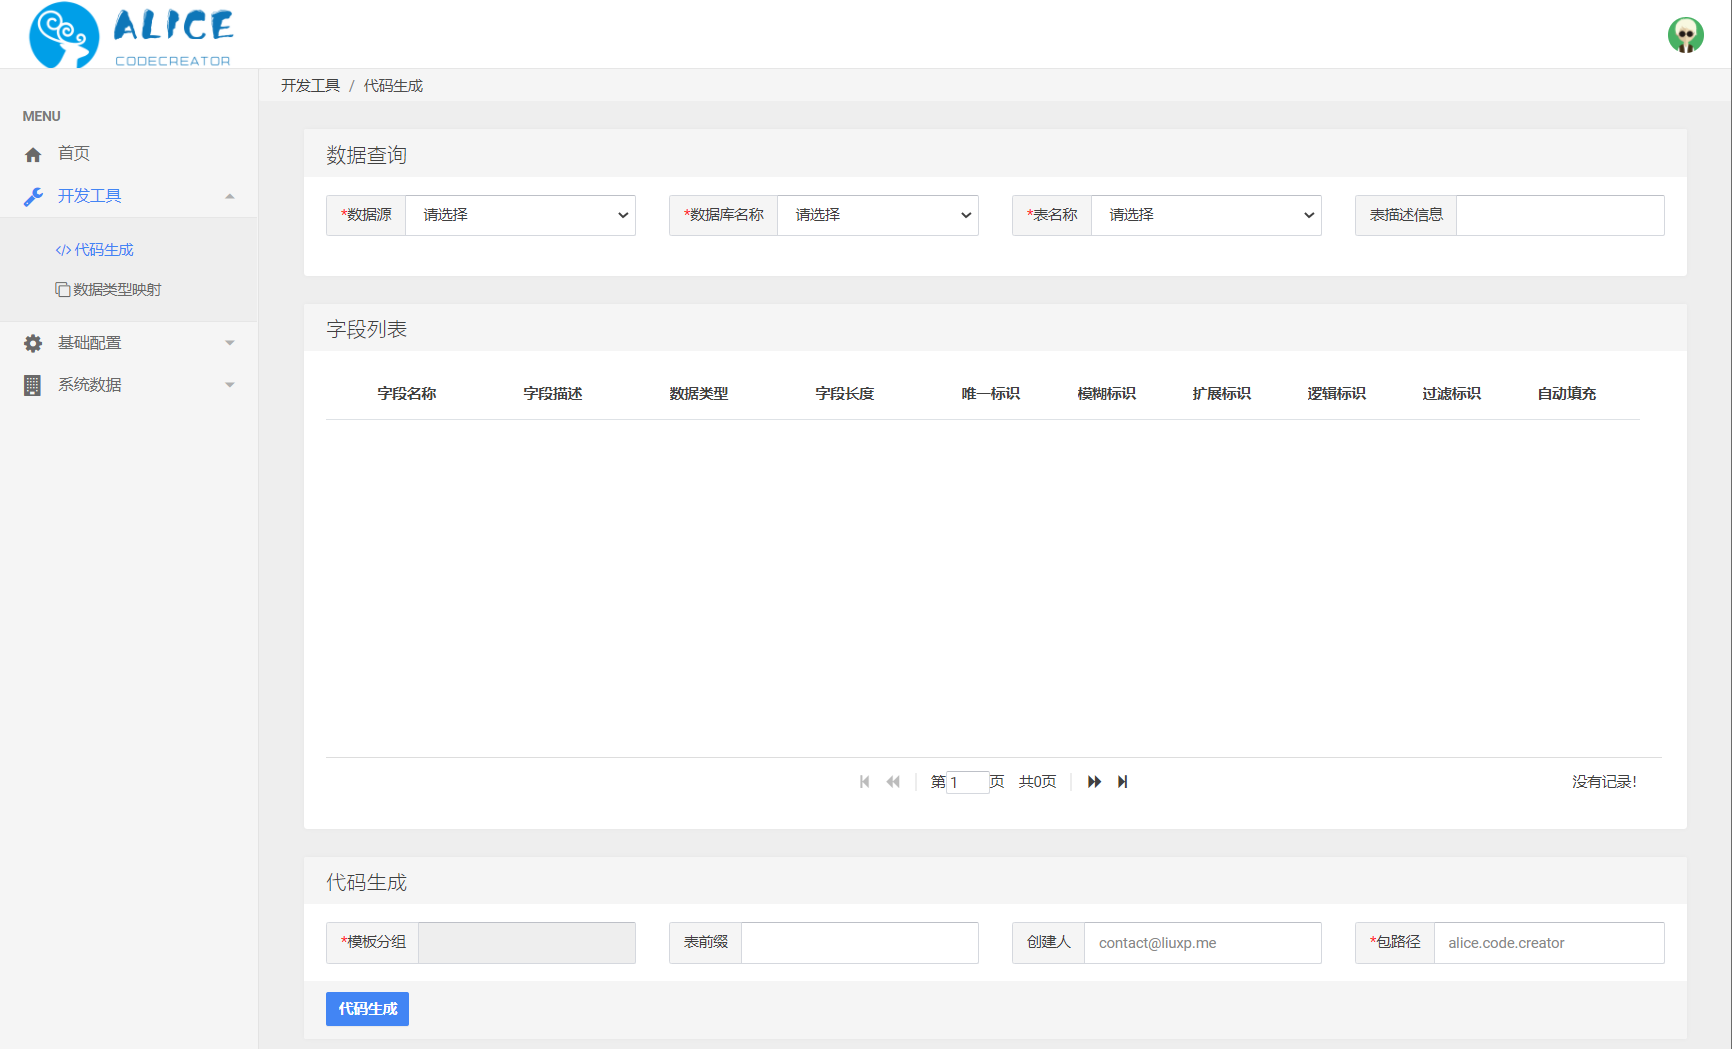 ALICE
CODECREATOR
开发工具 / 代码生成
MENU
首页
开发工具
代码生成
数据类型映射
基础配置
系统数据
数据查询
*数据源 请选择 *数据库名称 请选择 *表名称 请选择 表描述信息
字段列表
字段名称 字段描述 数据类型 字段长度 唯一标识 模糊标识 扩展标识 逻辑标识 过滤标识 自动填充
第 1 页 共0页 没有记录!
代码生成
*模板分组 表前缀 创建人 contact@liuxp.me *包路径 alice.code.creator
代码生成